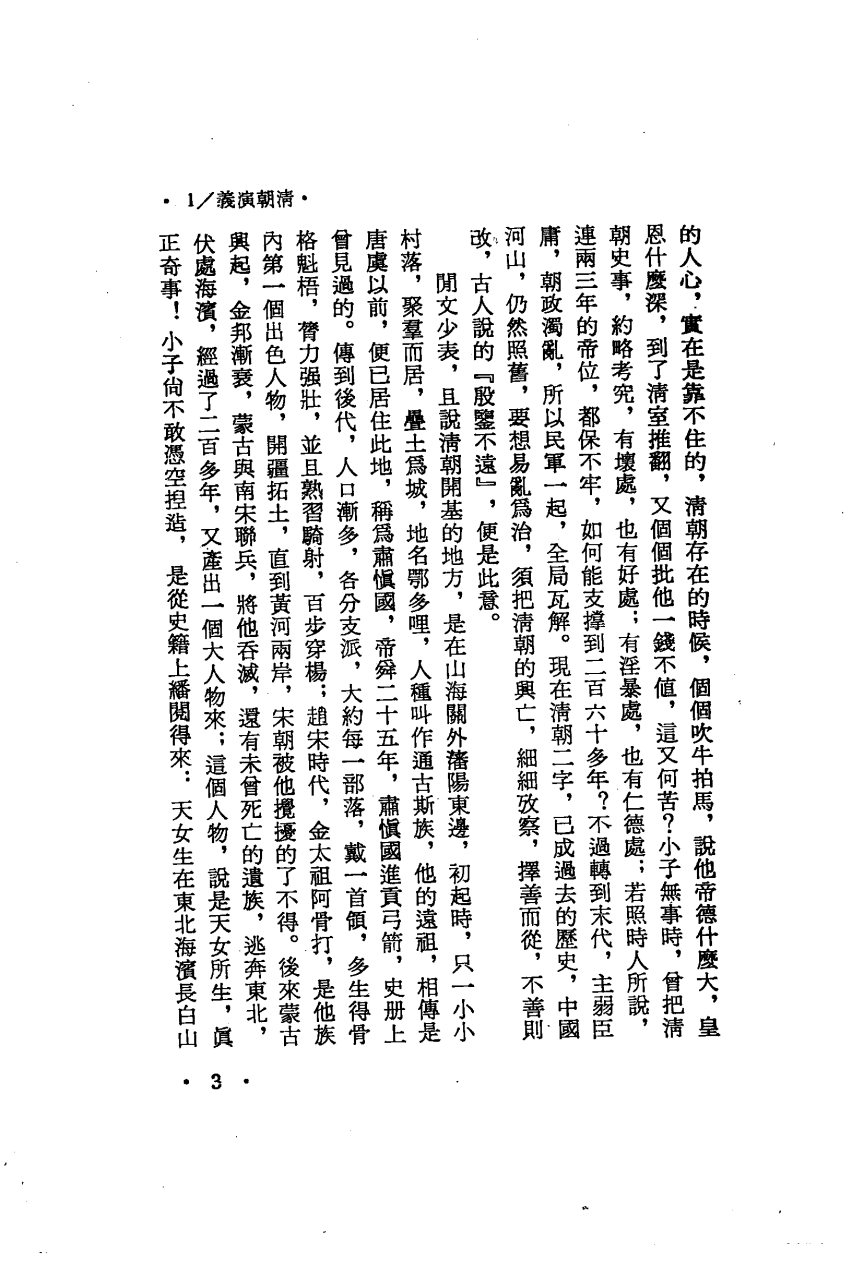 ・清朝演義／1・
的人心，實在是靠不住的，清朝存在的時候，個個吹牛拍馬，說他帝德什麼大，皇
恩什麼深，到了清室推翻，又個個批他一錢不值，這又何苦？小子無事時，曾把清
朝史事，約略考究，有壞處，也有好處；有淫暴處，也有仁德處；若照時人所說，
連兩三年的帝位，都保不牢，如何能支撐到二百六十多年？不過轉到末代，主弱臣
庸，朝政濁亂，所以民軍一起，全局瓦解。現在清朝二字，已成過去的歷史，中國
河山，仍然照舊，要想易亂爲治，須把清朝的興亡，細細攷察，擇善而從，不善則
改，古人說的『殷鑒不遠』，便是此意。
閒文少表，且說清朝開基的地方，是在山海關外瀋陽東邊，初起時，只一小小
村落，聚羣而居，疊土爲城，地名鄂多哩，人種叫作通古斯族，他的遠祖，相傳是
唐虞以前，便已居住此地，稱爲肅愼國，帝舜二十五年，肅愼國進貢弓箭，史册上
曾見過的。傳到後代，人口漸多，各分支派，大約每一部落，戴一首領，多生得骨
格魁梧，膂力强壯，並且熟習騎射，百步穿楊；趙宋時代，金太祖阿骨打，是他族
內第一個出色人物，開疆拓土，直到黃河兩岸，宋朝被他攪擾的了不得。後來蒙古
興起，金邦漸衰，蒙古與南宋聯兵，將他吞滅，還有未曾死亡的遺族，逃奔東北，
伏處海濱，經過了二百多年，又產出一個大人物來；這個人物，說是天女所生，眞
正奇事！小子尙不敢憑空捏造，是從史籍上繙閱得來：天女生在東北海濱長白山
・3・